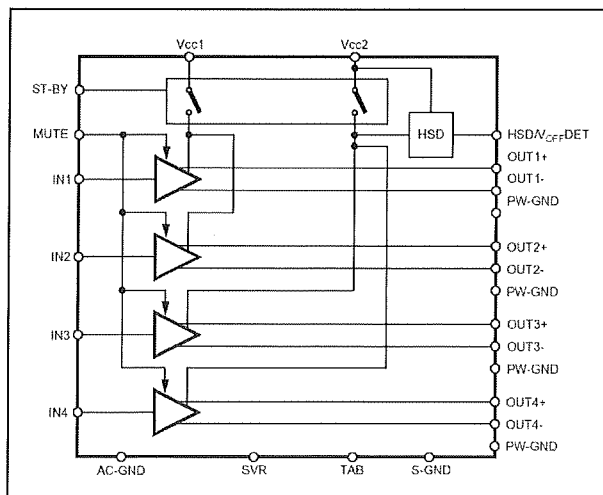 Vcc1 Vcc2
ST-BY
MUTE HSD HSD/VOFFDET
OUT1+
IN1 OUT1-
PW-GND
OUT2+
IN2 OUT2-
PW-GND
OUT3+
IN3 OUT3-
PW-GND
OUT4+
IN4 OUT4-
PW-GND
AC-GND SVR TAB S-GND